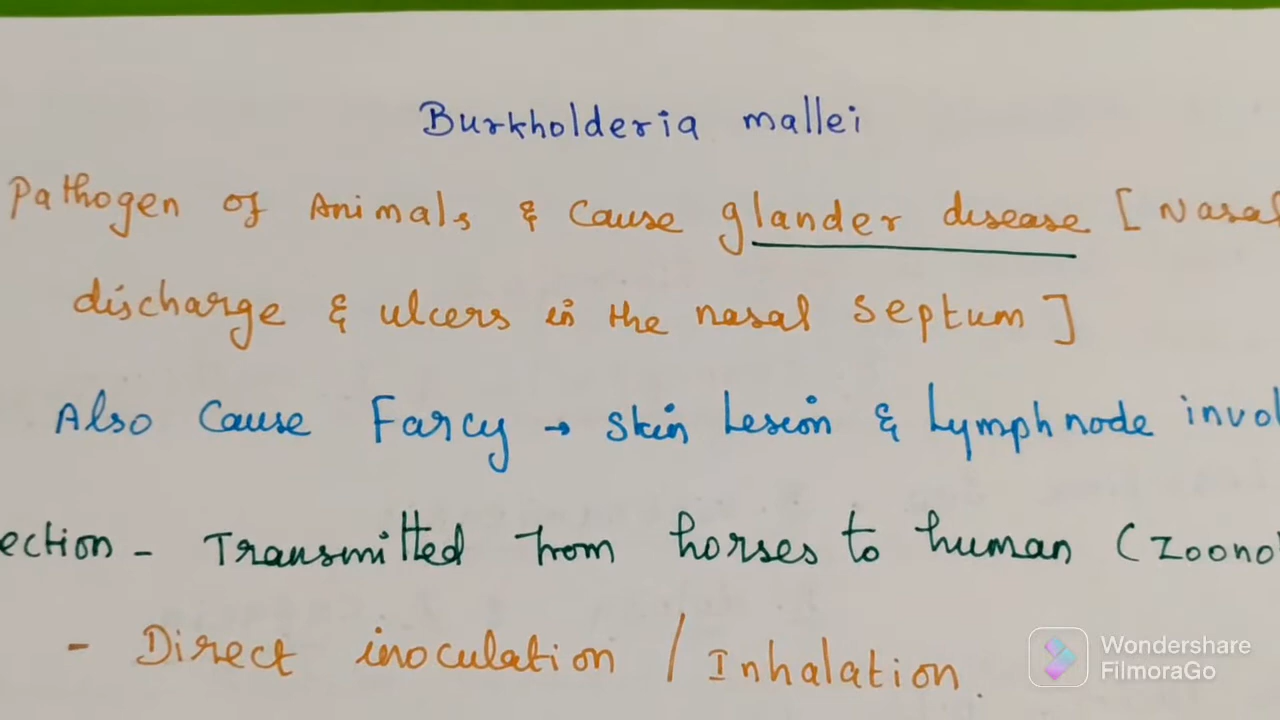 Burkholderia mallei
Pathogen of Animals & Cause glander disease [Nasal
discharge & ulcers in the nasal septum]
Also Cause Farcy → Skin Lesion & Lymphnode invol
ection - Transmitted from horses to human (Zoono
- Direct inoculation / Inhalation.
Wondershare
FilmoraGo